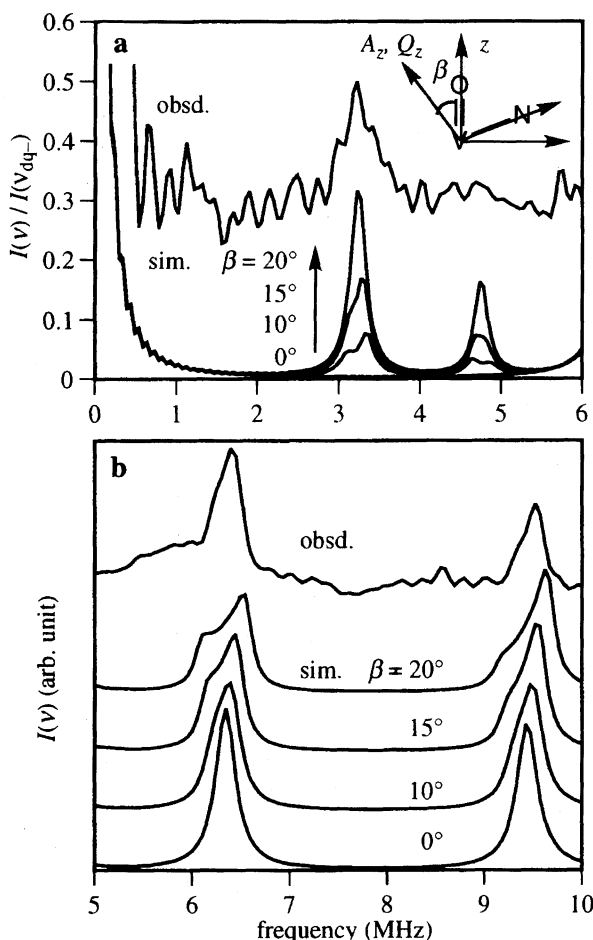 0.6
a
A_z, Q_z
z
β
O
N
0.5
obsd.
0.4
I(ν) / I(ν_dq–)
0.3
sim.
β = 20°
0.2
15°
10°
0.1
0°
0
0 1 2 3 4 5 6
b
obsd.
sim. β = 20°
I(ν) (arb. unit)
15°
10°
0°
5 6 7 8 9 10
frequency (MHz)